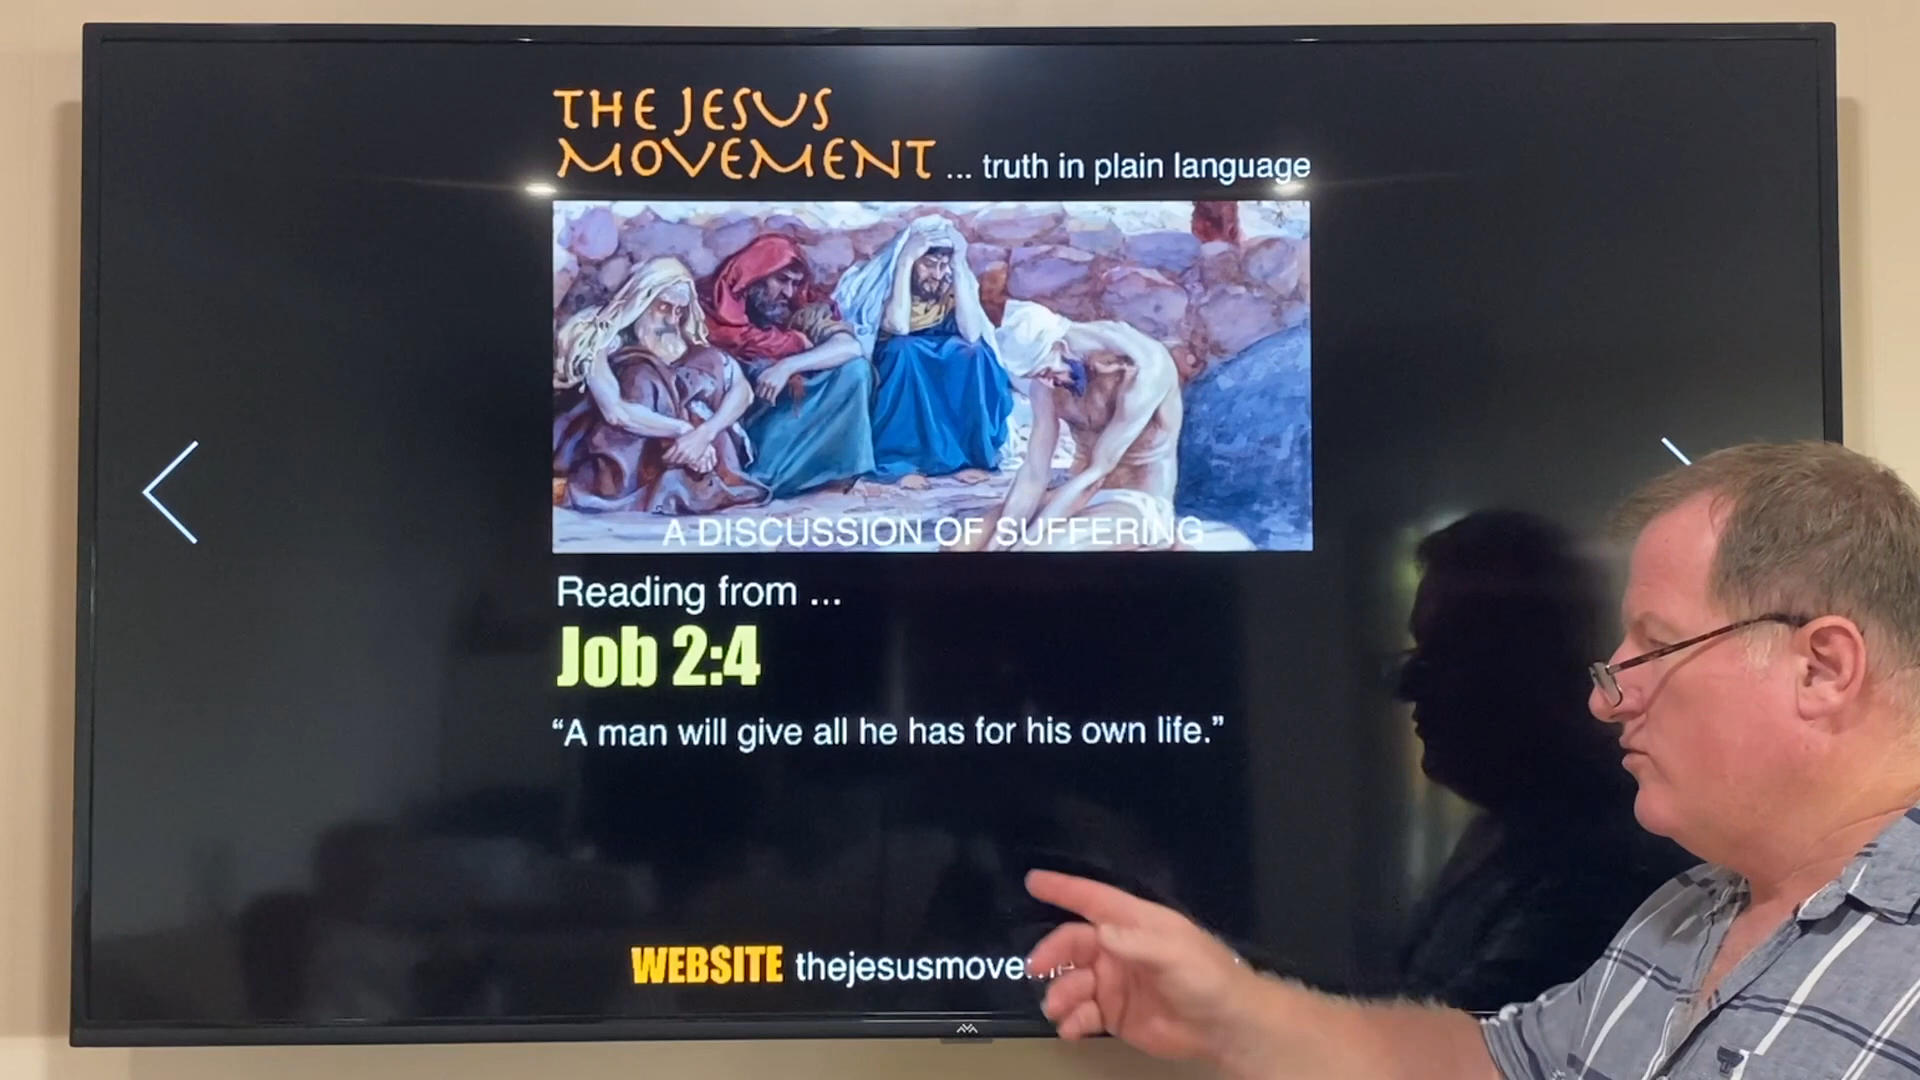 THE JESUS
MOVEMENT ... truth in plain language
A DISCUSSION OF SUFFERING
Reading from ...
Job 2:4
“A man will give all he has for his own life.”
WEBSITE